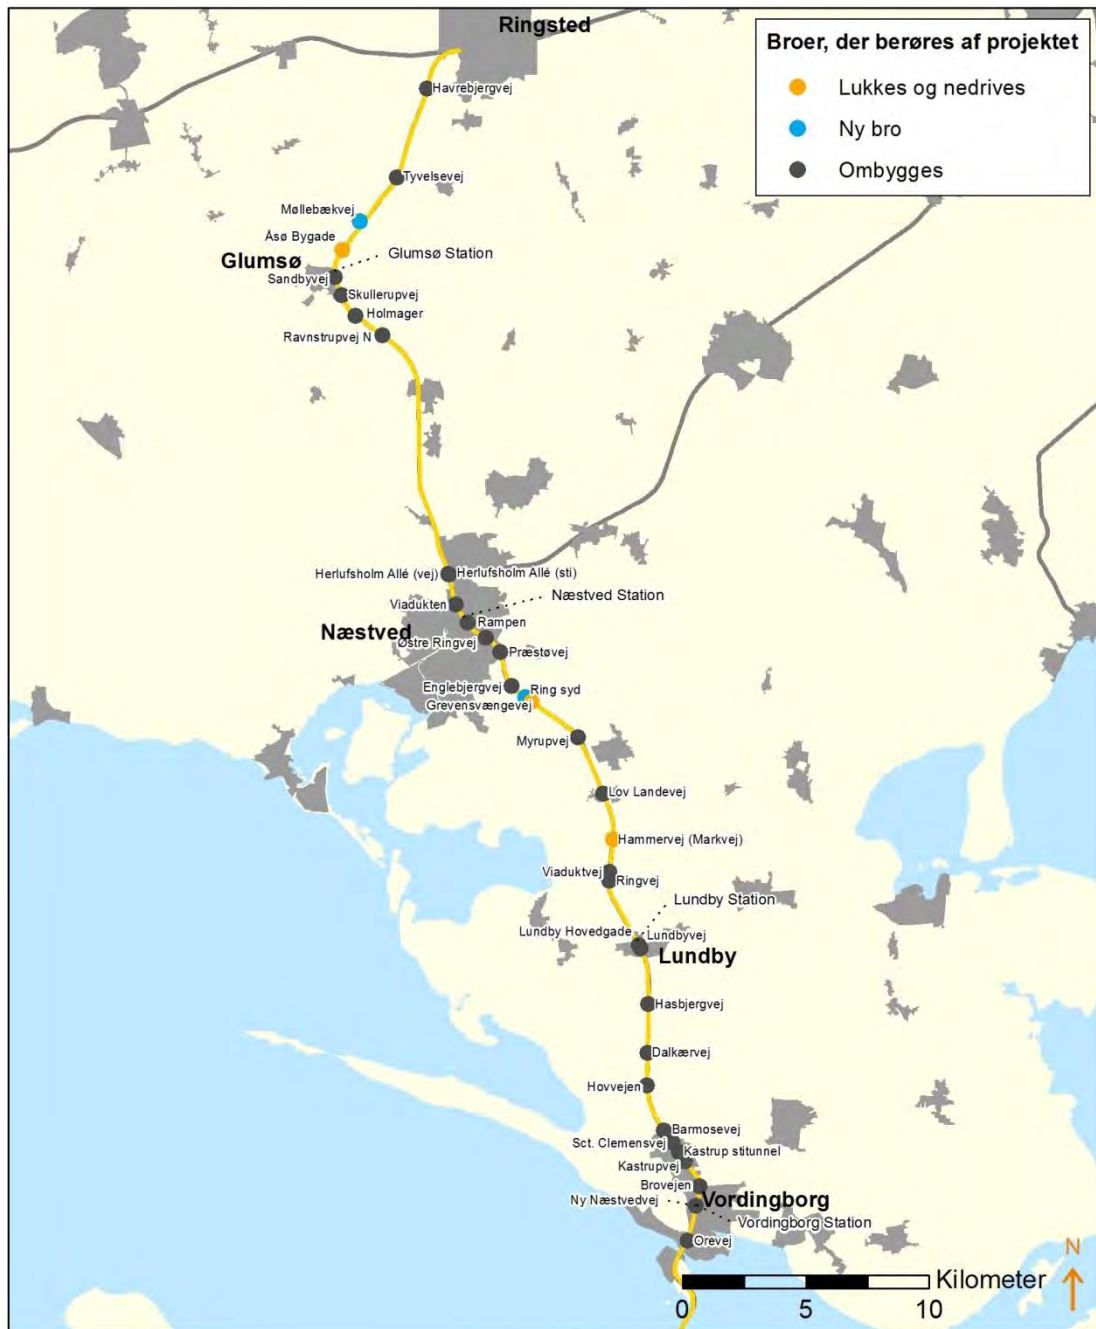 Ringsted
Broer, der berøres af projektet
Lukkes og nedrives
Ny bro
Ombygges
Havrebjergvej
Tyvelsevej
Møllebækvej
Åsø Bygade
Glumsø Station
Glumsø
Sandbyvej
Skullerupvej
Holmager
Ravnstrupvej N
Herlufsholm Allé (vej)
Herlufsholm Allé (sti)
Næstved Station
Viadukten
Rampen
Næstved
Østre Ringvej
Præstøvej
Englebjergvej
Ring syd
Grevensvængevej
Myrupvej
Lov Landevej
Hammervej (Markvej)
Viaduktvej
Ringvej
Lundby Station
Lundby Hovedgade
Lundbyvej
Lundby
Hasbjergvej
Dalkærvej
Hovvejen
Barmosevej
Sct. Clemensvej
Kastrup stitunnel
Kastrupvej
Brovejen
Ny Næstvedvej
Vordingborg
Vordingborg Station
Orevej
N
Kilometer
0 5 10